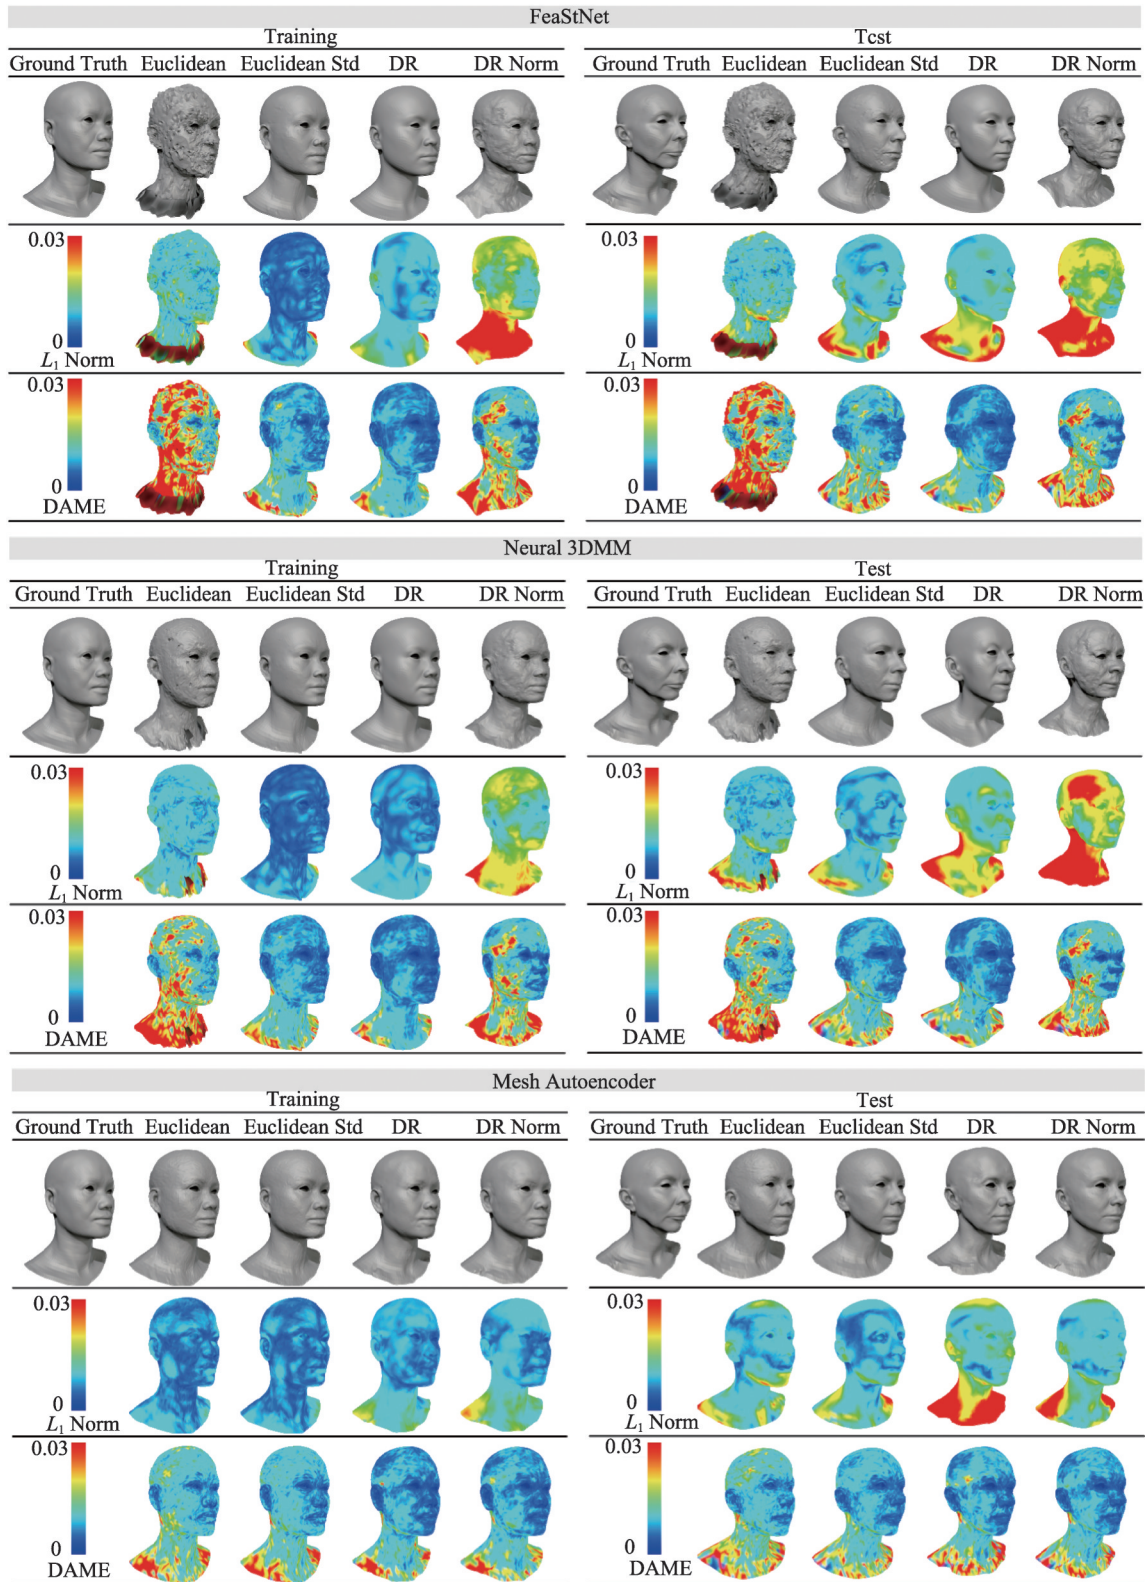 FeaStNet
Training
Tcst
Ground Truth Euclidean Euclidean Std DR DR Norm
Ground Truth Euclidean Euclidean Std DR DR Norm
0.03
0
L1 Norm
0.03
0
L1 Norm
0.03
0
DAME
0.03
0
DAME
Neural 3DMM
Training
Test
Ground Truth Euclidean Euclidean Std DR DR Norm
Ground Truth Euclidean Euclidean Std DR DR Norm
0.03
0
L1 Norm
0.03
0
L1 Norm
0.03
0
DAME
0.03
0
DAME
Mesh Autoencoder
Training
Test
Ground Truth Euclidean Euclidean Std DR DR Norm
Ground Truth Euclidean Euclidean Std DR DR Norm
0.03
0
L1 Norm
0.03
0
L1 Norm
0.03
0
DAME
0.03
0
DAME